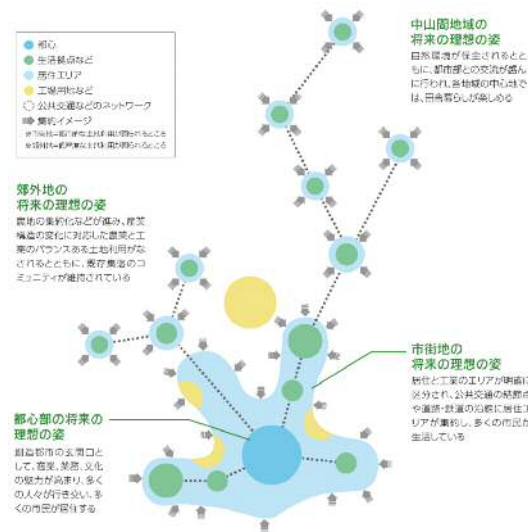 都心
生活拠点など
居住エリア
工場用地など
公共交通などのネットワーク
集約イメージ
中山間地域の
将来の理想の姿
自然環境が保全されるとと
もに、都市部との交流が盛ん
に行われ、各地域の中心地で
は、田舎暮らしが楽しめる
郊外地の
将来の理想の姿
農地の集約化などが進み、産業
構造の変化に対応した農業と工
業のバランスある土地利用がな
されるとともに、既存集落のコ
ミュニティが維持されている
市街地の
将来の理想の姿
居住と工業のエリアが明確に
区分され、公共交通の結節点
や道路・鉄道の沿線に居住エ
リアが集約し、多くの市民が
生活している
都心部の将来の
理想の姿
創造都市の玄関口と
して、商業、業務、文化
の魅力が高まり、多く
の人々が行き交い、多
くの市民が居住する